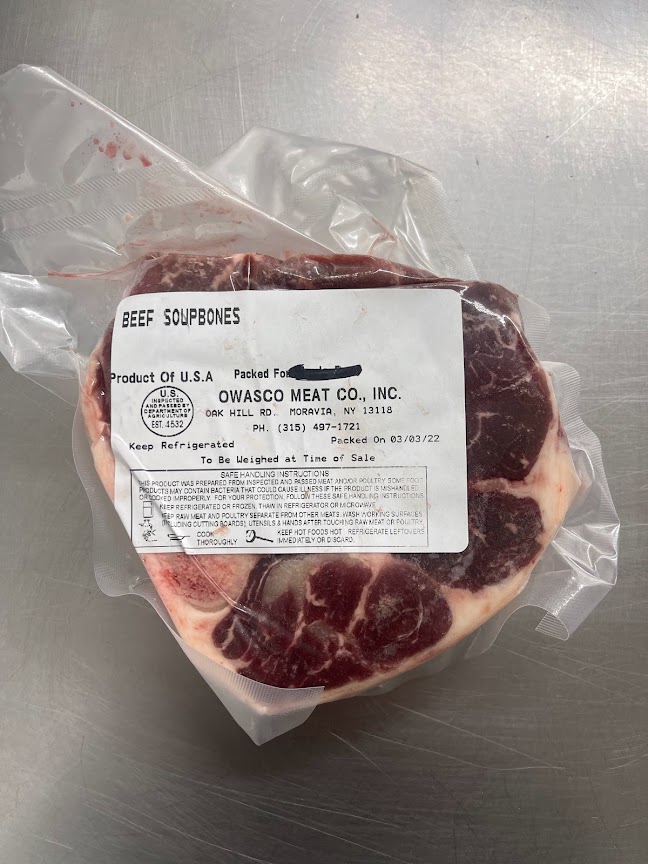 BEEF SOUPBONES
Product Of U.S.A Packed For
U.S.
INSPECTED
AND PASSED BY
DEPARTMENT OF
AGRICULTURE
EST. 4532
OWASCO MEAT CO., INC.
OAK HILL RD. MORAVIA, NY 13118
PH. (315) 497-1721
Keep Refrigerated Packed On 03/03/22
To Be Weighed at Time of Sale
SAFE HANDLING INSTRUCTIONS
THIS PRODUCT WAS PREPARED FROM INSPECTED AND PASSED MEAT AND/OR POULTRY. SOME FOOD
PRODUCTS MAY CONTAIN BACTERIA THAT COULD CAUSE ILLNESS IF THE PRODUCT IS MISHANDLED
OR COOKED IMPROPERLY. FOR YOUR PROTECTION, FOLLOW THESE SAFE HANDLING INSTRUCTIONS.
KEEP REFRIGERATED OR FROZEN, THAW IN REFRIGERATOR OR MICROWAVE.
KEEP RAW MEAT AND POULTRY SEPARATE FROM OTHER MEATS. WASH WORKING SURFACES
(INCLUDING CUTTING BOARDS) UTENSILS & HANDS AFTER TOUCHING RAW MEAT OR POULTRY.
COOK
THOROUGHLY
KEEP HOT FOODS HOT REFRIGERATE LEFTOVERS
IMMEDIATELY OR DISCARD.